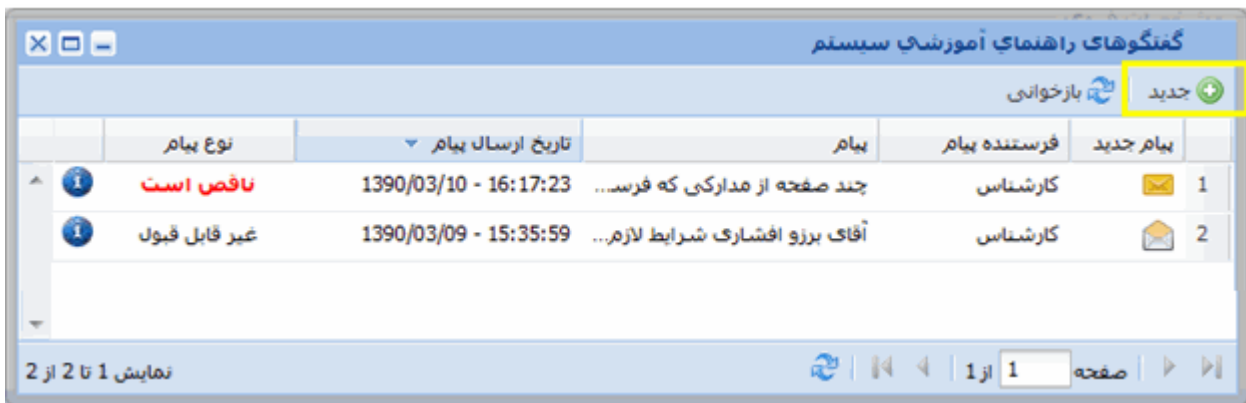 گفتگوهای راهنمای آموزشي سیستم
جدید بازخوانی
پیام جدید فرستنده پیام پیام تاریخ ارسال پیام نوع پیام
1 کارشناس چند صفحه از مدارکی که فرسـ... 1390/03/10 - 16:17:23 ناقص است
2 کارشناس آقای برزو افشاری شرایط لازم... 1390/03/09 - 15:35:59 غیر قابل قبول
صفحه 1 از 1 نمایش 1 تا 2 از 2